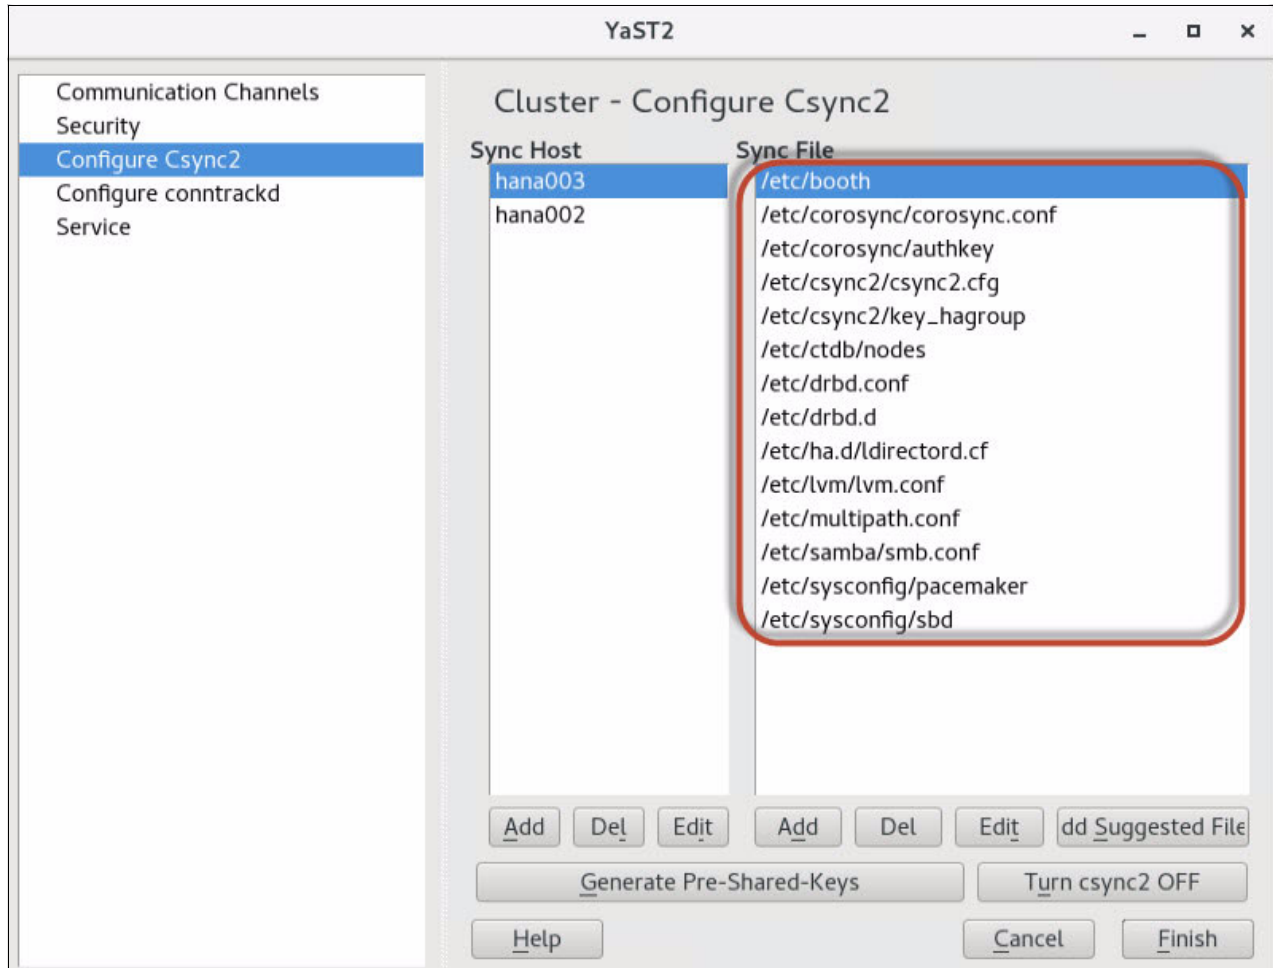 YaST2
Communication Channels
Security
Configure Csync2
Configure conntrackd
Service
Cluster - Configure Csync2
Sync Host
hana003
hana002
Sync File
/etc/booth
/etc/corosync/corosync.conf
/etc/corosync/authkey
/etc/csync2/csync2.cfg
/etc/csync2/key_hagroup
/etc/ctdb/nodes
/etc/drbd.conf
/etc/drbd.d
/etc/ha.d/ldirectord.cf
/etc/lvm/lvm.conf
/etc/multipath.conf
/etc/samba/smb.conf
/etc/sysconfig/pacemaker
/etc/sysconfig/sbd
Add Del Edit
Add Del Edit dd Suggested File
Generate Pre-Shared-Keys
Turn csync2 OFF
Help
Cancel
Finish